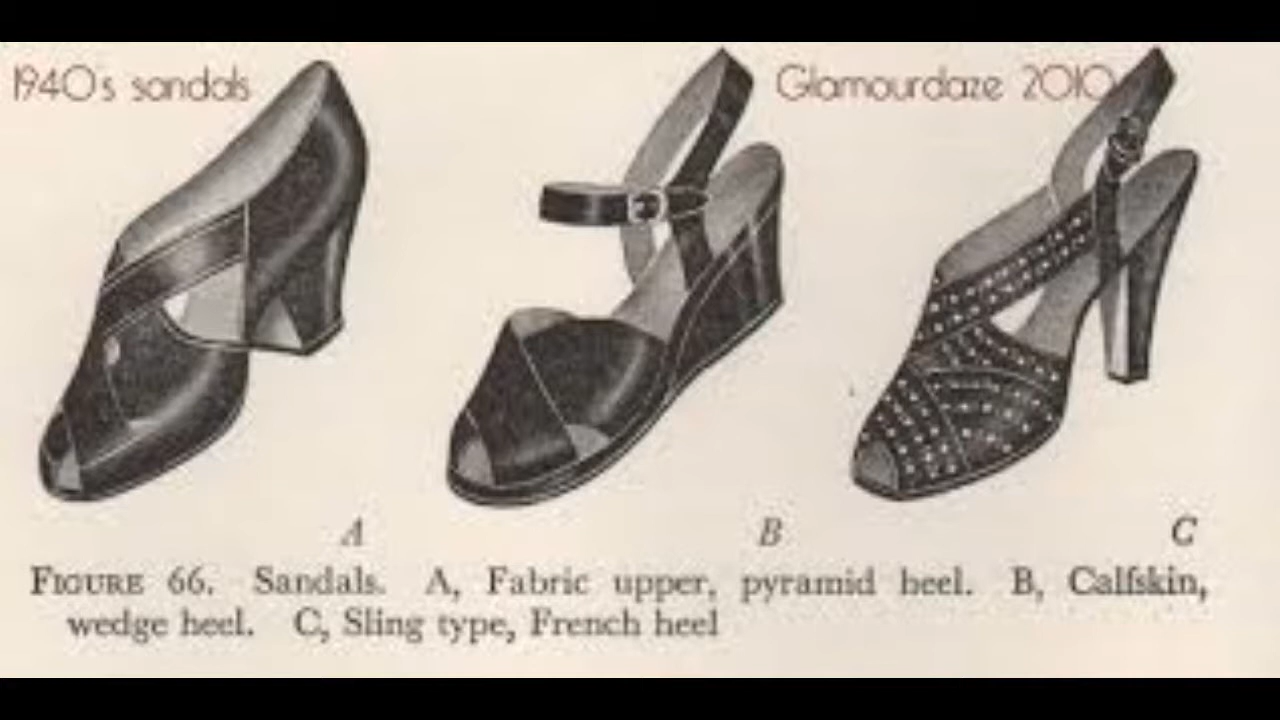 1940's sandals
Glamourdaze 2010
A
B
C
FIGURE 66. Sandals. A, Fabric upper, pyramid heel. B, Calfskin,
wedge heel. C, Sling type, French heel